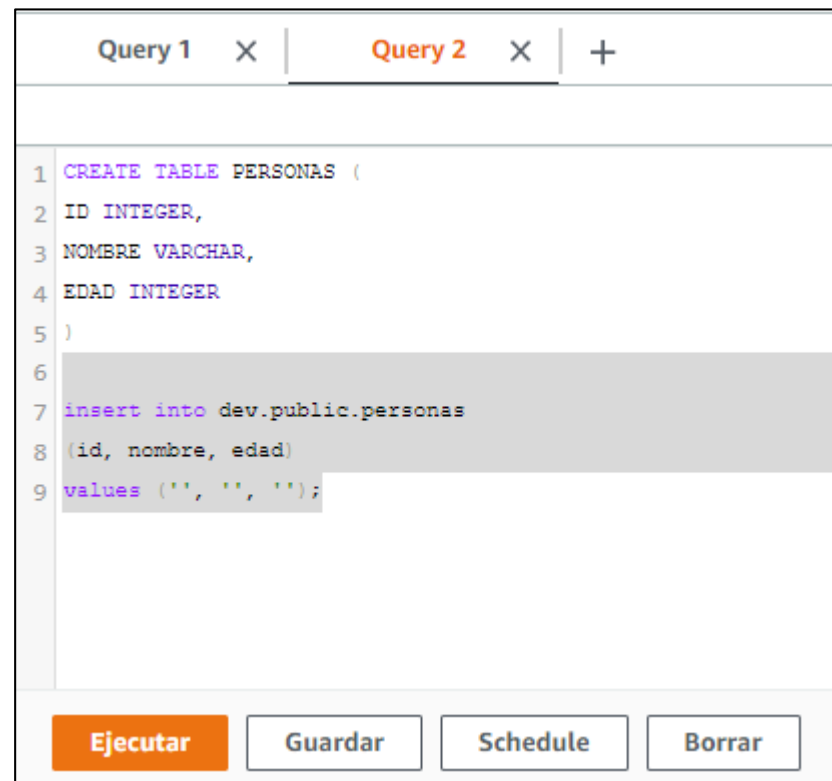 Query 1 × Query 2 × +
1 CREATE TABLE PERSONAS (
2 ID INTEGER,
3 NOMBRE VARCHAR,
4 EDAD INTEGER
5 )
6
7 insert into dev.public.personas
8 (id, nombre, edad)
9 values ('', '', '');
Ejecutar Guardar Schedule Borrar